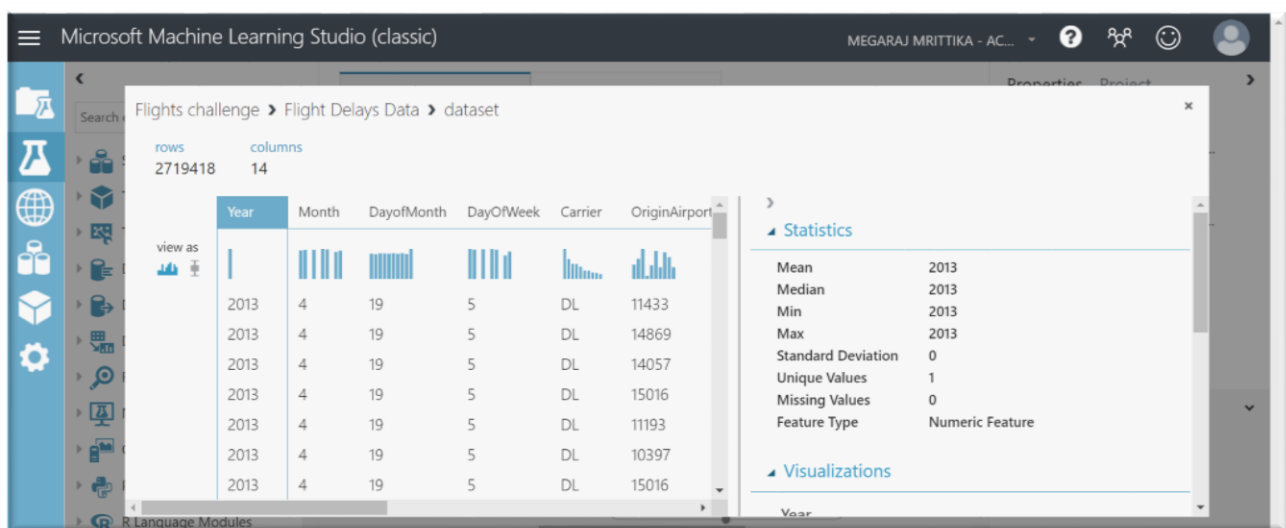 Microsoft Machine Learning Studio (classic)
MEGARAJ MRITTIKA - AC...
Properties Project
Search
Flights challenge > Flight Delays Data > dataset
rows columns
2719418 14
Year Month DayofMonth DayOfWeek Carrier OriginAirport
view as
2013 4 19 5 DL 11433
2013 4 19 5 DL 14869
2013 4 19 5 DL 14057
2013 4 19 5 DL 15016
2013 4 19 5 DL 11193
2013 4 19 5 DL 10397
2013 4 19 5 DL 15016
Statistics
Mean 2013
Median 2013
Min 2013
Max 2013
Standard Deviation 0
Unique Values 1
Missing Values 0
Feature Type Numeric Feature
Visualizations
Year
R Language Modules